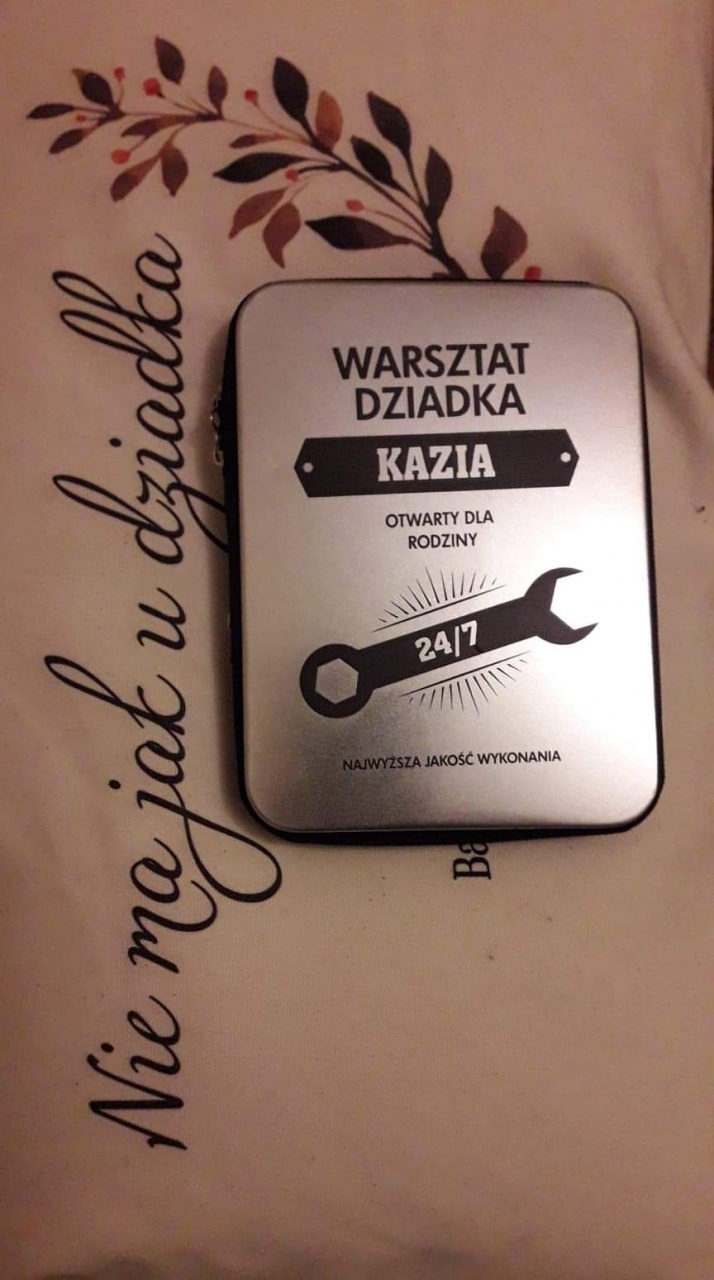 WARSZTAT
DZIADKA
KAZIA
OTWARTY DLA
RODZINY
24/7
NAJWYŻSZA JAKOŚĆ WYKONANIA
Nie ma jak u dziadka